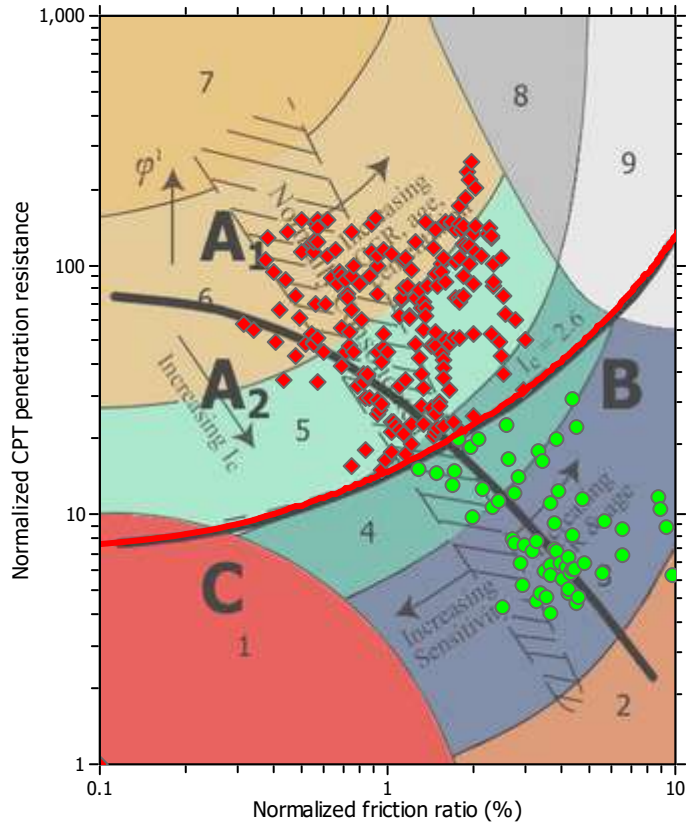 1,000
7
8
9
φ'
A1
100
6
Increasing Ic
A2
5
Ic = 2.6
B
Normalized CPT penetration resistance
10
4
C
1
Increasing
Sensitivity
3
2
1
0.1
1
10
Normalized friction ratio (%)